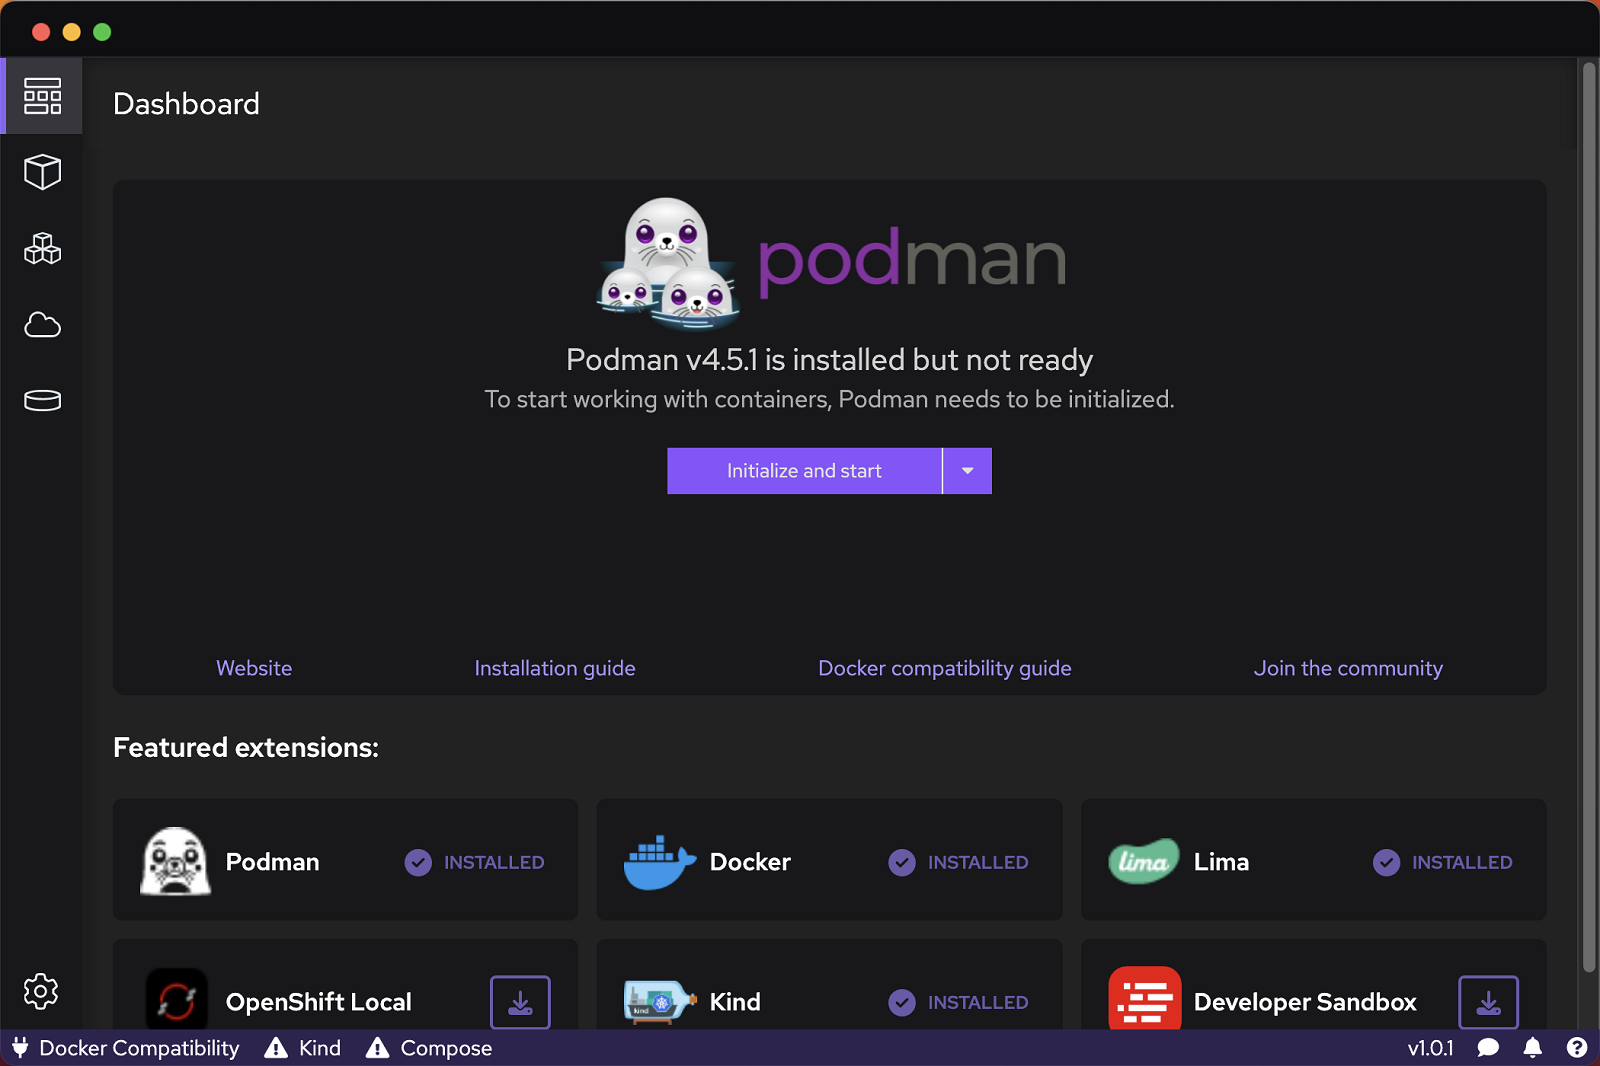 Dashboard
podman
Podman v4.5.1 is installed but not ready
To start working with containers, Podman needs to be initialized.
Initialize and start
Website Installation guide Docker compatibility guide Join the community
Featured extensions:
Podman INSTALLED Docker INSTALLED lima Lima INSTALLED
OpenShift Local kind Kind INSTALLED Developer Sandbox
Docker Compatibility Kind Compose v1.0.1